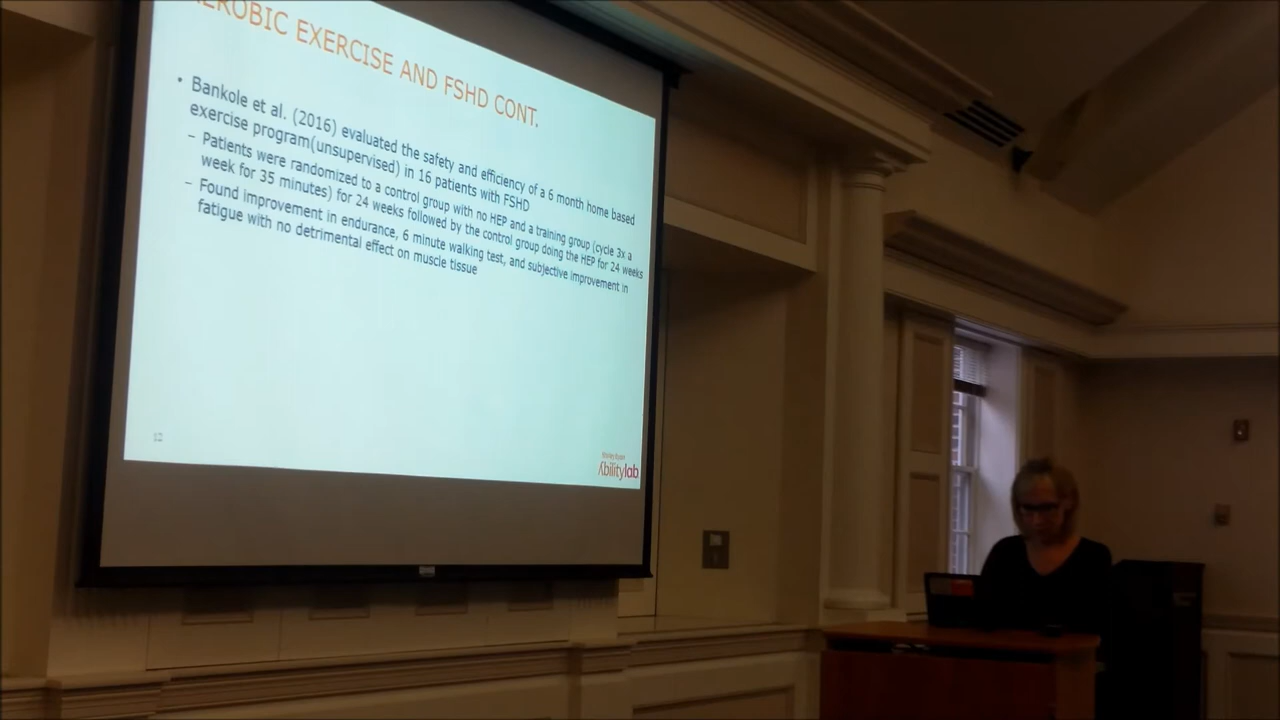 AEROBIC EXERCISE AND FSHD CONT.
• Bankole et al. (2016) evaluated the safety and efficiency of a 6 month home based
exercise program(unsupervised) in 16 patients with FSHD
– Patients were randomized to a control group with no HEP and a training group (cycle 3x a
week for 35 minutes) for 24 weeks followed by the control group doing the HEP for 24 weeks
– Found improvement in endurance, 6 minute walking test, and subjective improvement in
fatigue with no detrimental effect on muscle tissue
12
Shirley Ryan
Abilitylab